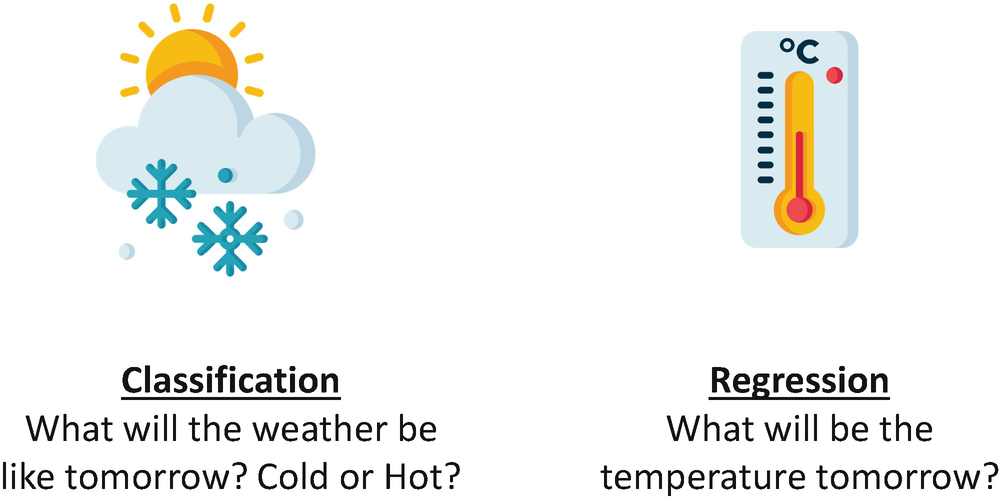 °C
Classification
What will the weather be
like tomorrow? Cold or Hot?
Regression
What will be the
temperature tomorrow?